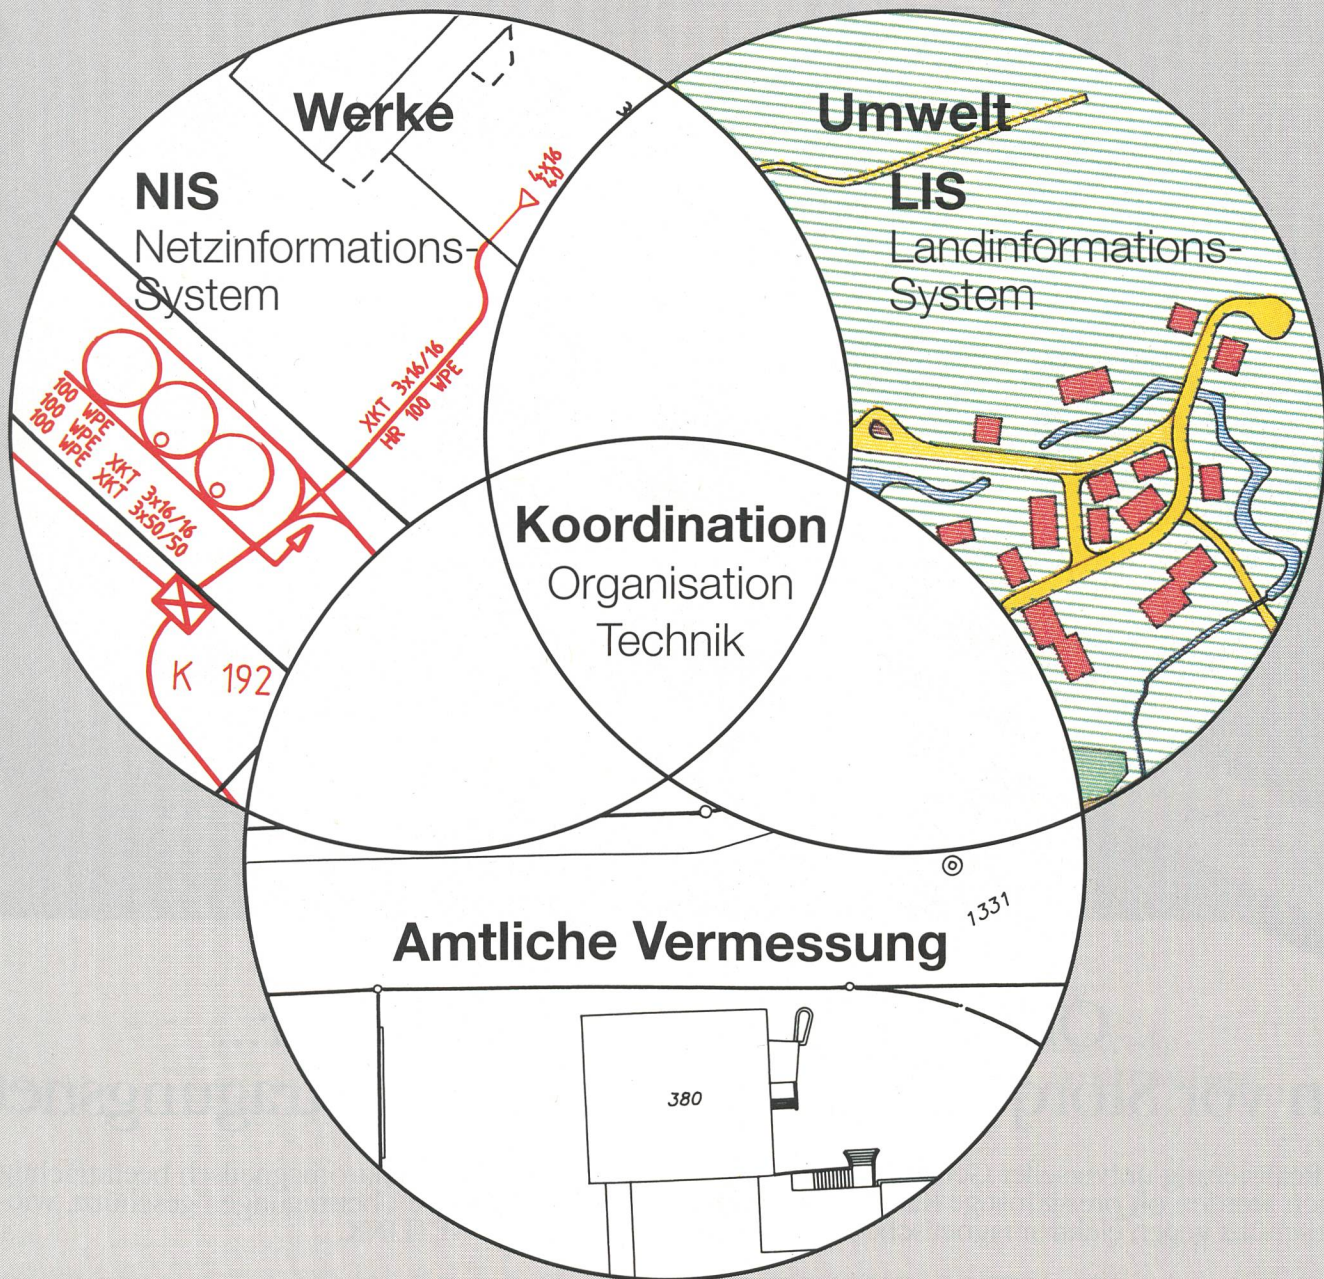 Werke
NIS
Netzinformations-
System
4x16
XKT 3x16/16
HR 100 WPE
100 WPE
100 WPE XKT 3x16/16
100 WPE XKT 3x50/50
K 192
Umwelt
LIS
Landinformations-
System
Koordination
Organisation
Technik
1331
Amtliche Vermessung
380